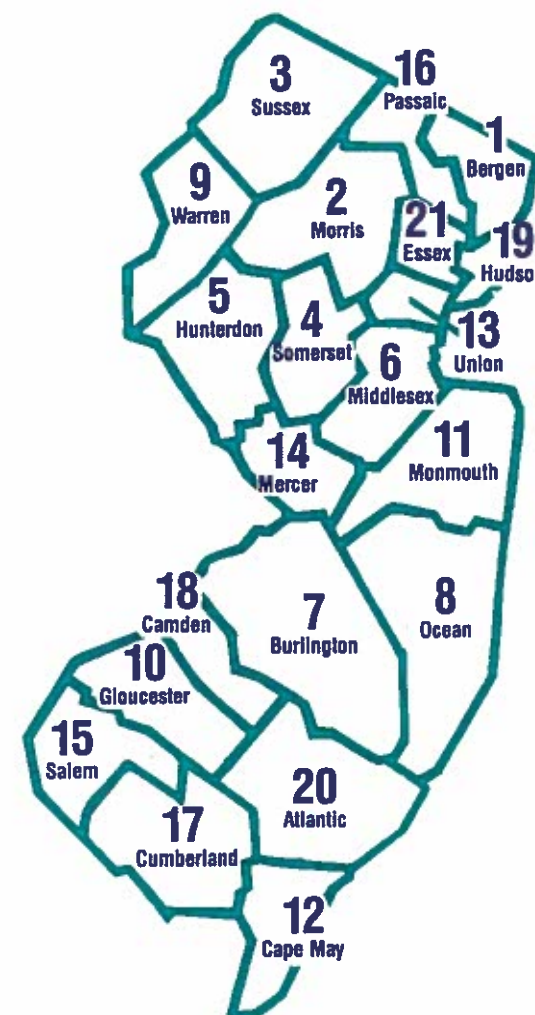 3
Sussex
16
Passaic
1
Bergen
9
Warren
2
Morris
21
Essex
19
Hudso
5
Hunterdon
4
Somerset
13
Union
6
Middlesex
11
Monmouth
14
Mercer
18
Camden
7
Burlington
8
Ocean
10
Gloucester
15
Salem
20
Atlantic
17
Cumberland
12
Cape May